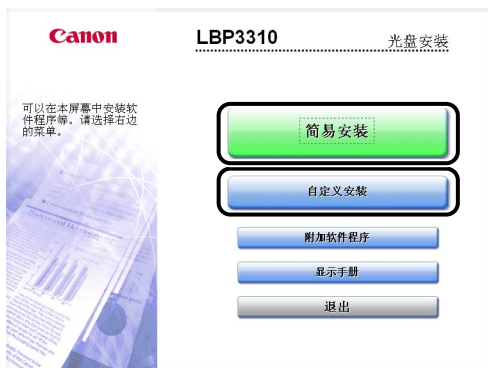 Canon
LBP3310
光盘安装
可以在本屏幕中安装软
件程序等。请选择右边
的菜单。
简易安装
自定义安装
附加软件程序
显示手册
退出